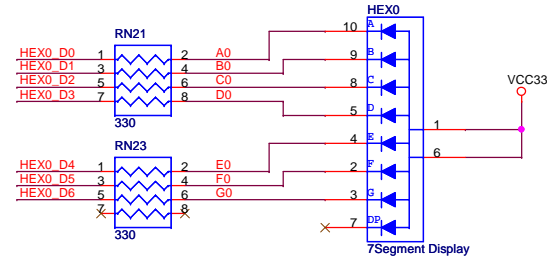 HEX0
RN21
10 A
HEX0_D0 1 2 A0
HEX0_D1 3 4 B0 9 B
HEX0_D2 5 6 C0 8 C
HEX0_D3 7 8 D0 5 D
330
VCC33
1
RN23
4 E
6
HEX0_D4 1 2 E0
HEX0_D5 3 4 F0 2 F
HEX0_D6 5 6 G0 3 G
7 8
330
7 DP
7Segment Display